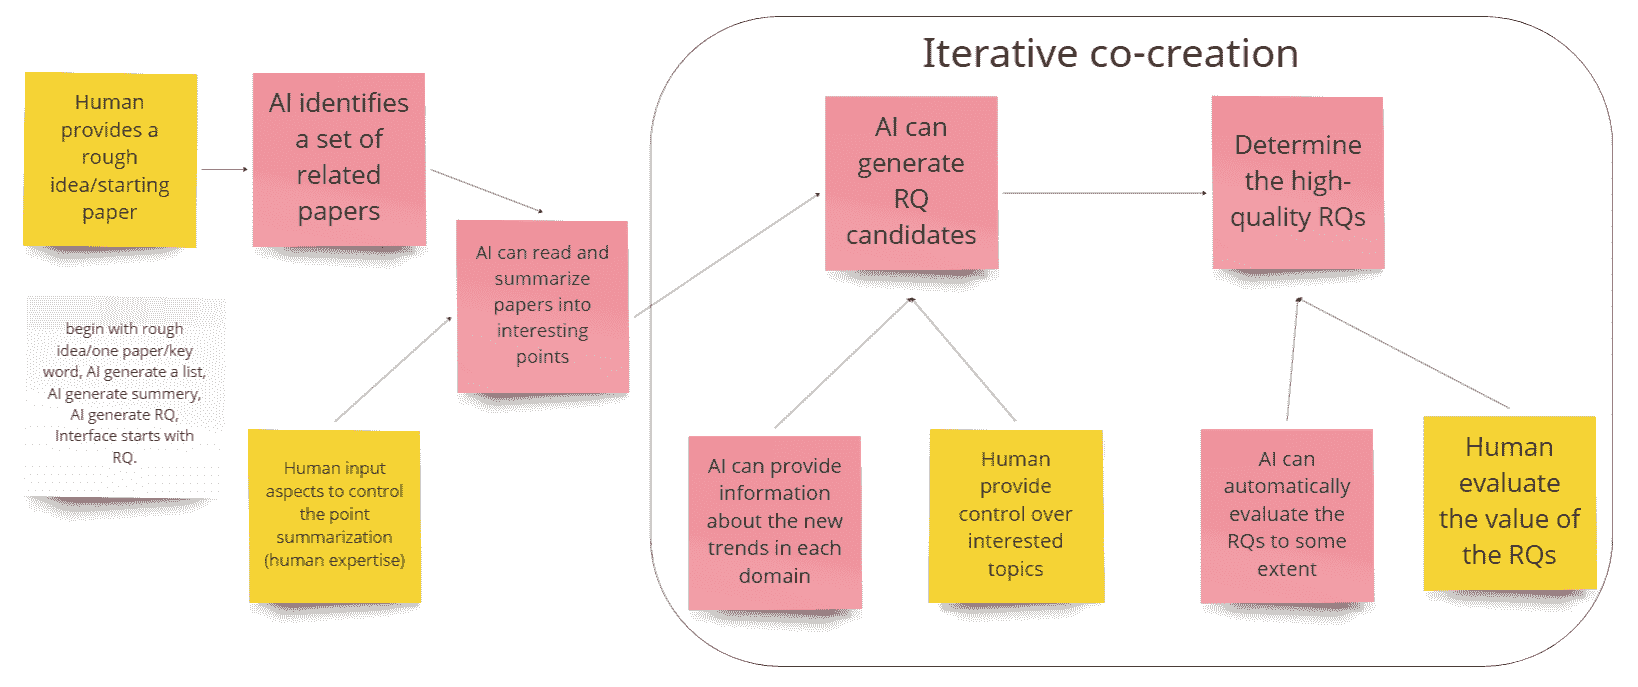 Iterative co-creation
Human
provides a
rough
idea/starting
paper
AI identifies
a set of
related
papers
AI can read and
summarize
papers into
interesting
points
begin with rough
idea/one paper/key
word, AI generate a list,
AI generate summery,
AI generate RQ,
Interface starts with
RQ.
Human input
aspects to control
the point
summarization
(human expertise)
AI can
generate
RQ
candidates
Determine
the high-
quality RQs
AI can provide
information
about the new
trends in each
domain
Human
provide
control over
interested
topics
AI can
automatically
evaluate the
RQs to some
extent
Human
evaluate
the value of
the RQs